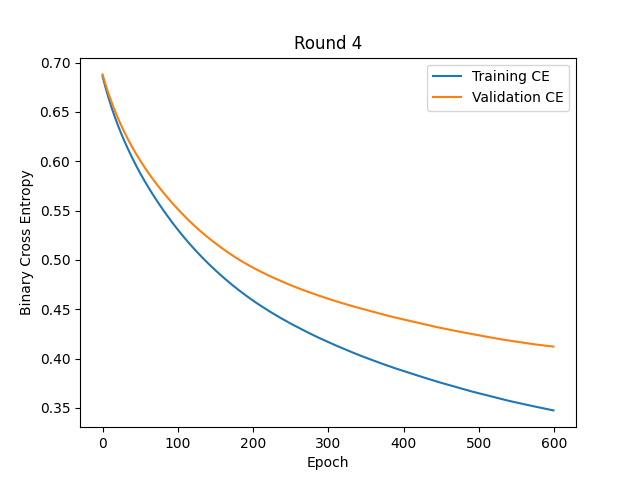 Round 4
Training CE
Validation CE
Binary Cross Entropy
0.70
0.65
0.60
0.55
0.50
0.45
0.40
0.35
0 100 200 300 400 500 600
Epoch